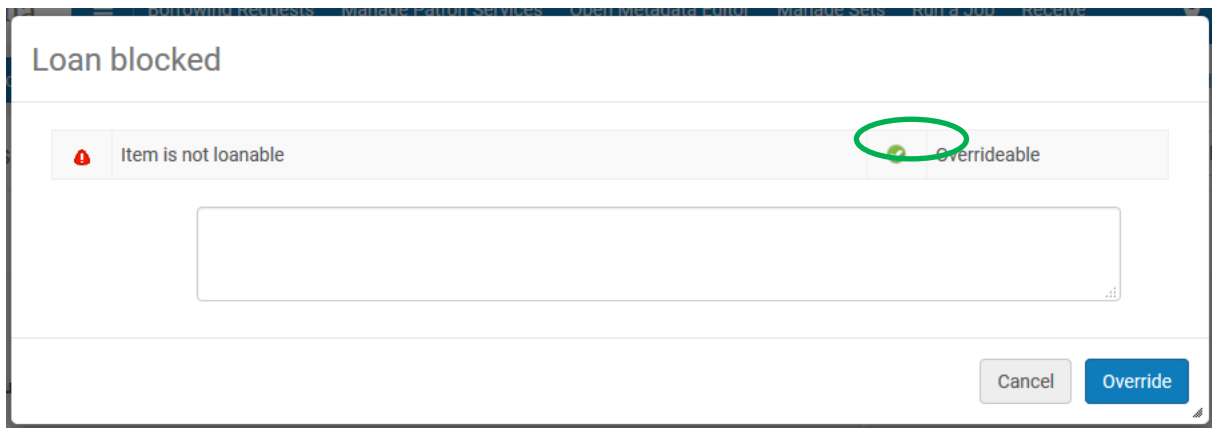 Borrowing Requests Manage Patron Services Open Metadata Editor Manage Sets Run a Job Receive
Loan blocked
Item is not loanable Overrideable
Cancel Override